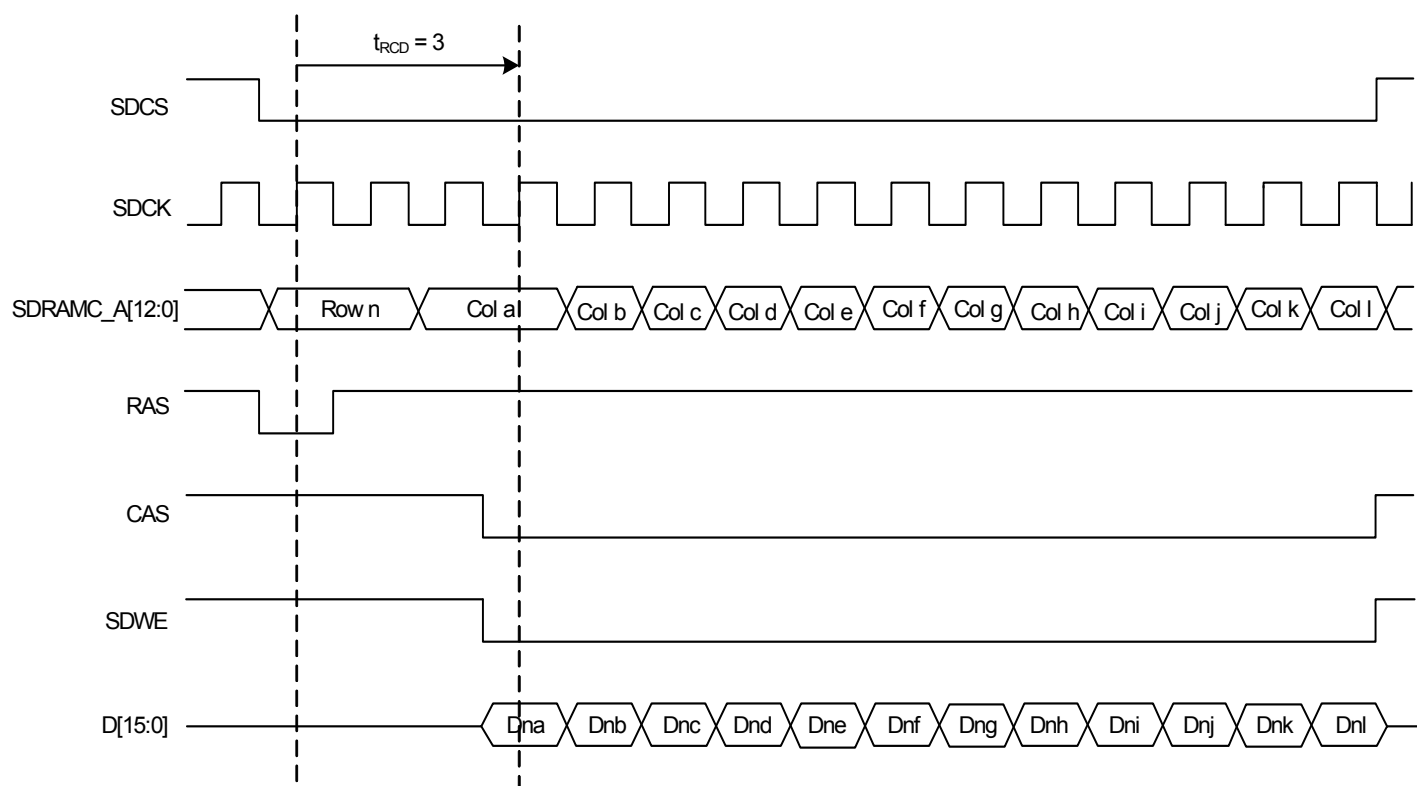 tRCD = 3
SDCS
SDCK
SDRAMC_A[12:0] Row n Col a Col b Col c Col d Col e Col f Col g Col h Col i Col j Col k Col l
RAS
CAS
SDWE
D[15:0] Dna Dnb Dnc Dnd Dne Dnf Dng Dnh Dni Dnj Dnk Dnl